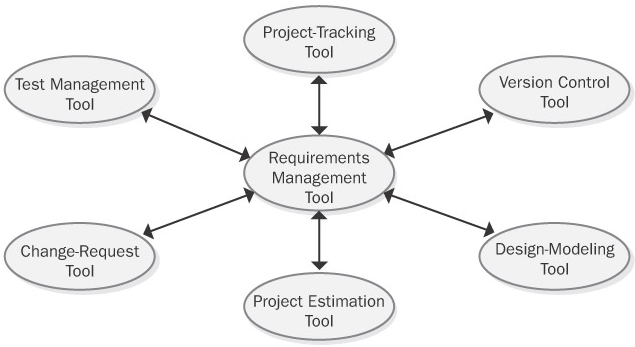 Project-Tracking
Tool
Test Management
Tool
Version Control
Tool
Requirements
Management
Tool
Change-Request
Tool
Design-Modeling
Tool
Project Estimation
Tool